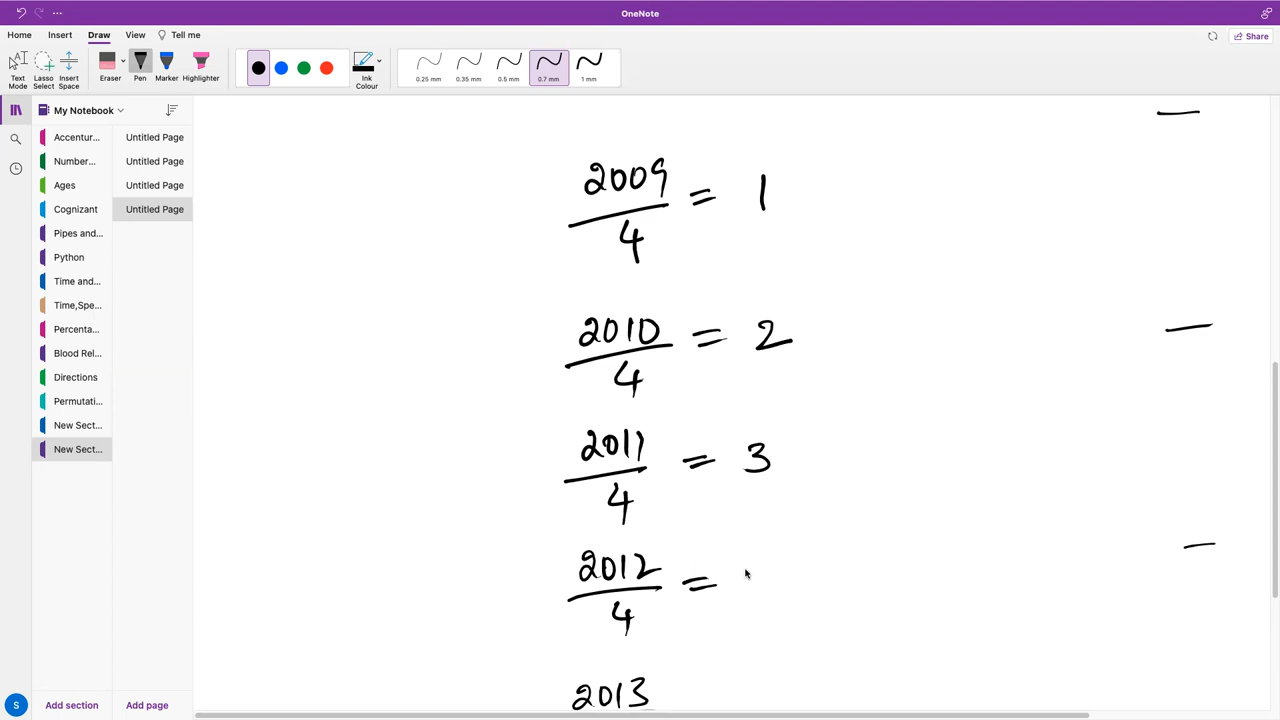 OneNote
Home Insert Draw View Tell me
Share
Text Mode
Lasso Select
Insert Space
Eraser
Pen
Marker
Highlighter
Ink Colour
0.25 mm
0.35 mm
0.5 mm
0.7 mm
1 mm
My Notebook
Accentur...
Untitled Page
Number...
Untitled Page
Ages
Untitled Page
Cognizant
Untitled Page
Pipes and...
Python
Time and...
Time,Spe...
Percenta...
Blood Rel...
Directions
Permutati...
New Sect...
New Sect...
S
Add section
Add page
2009/4 = 1
2010/4 = 2
2011/4 = 3
2012/4 =
2013